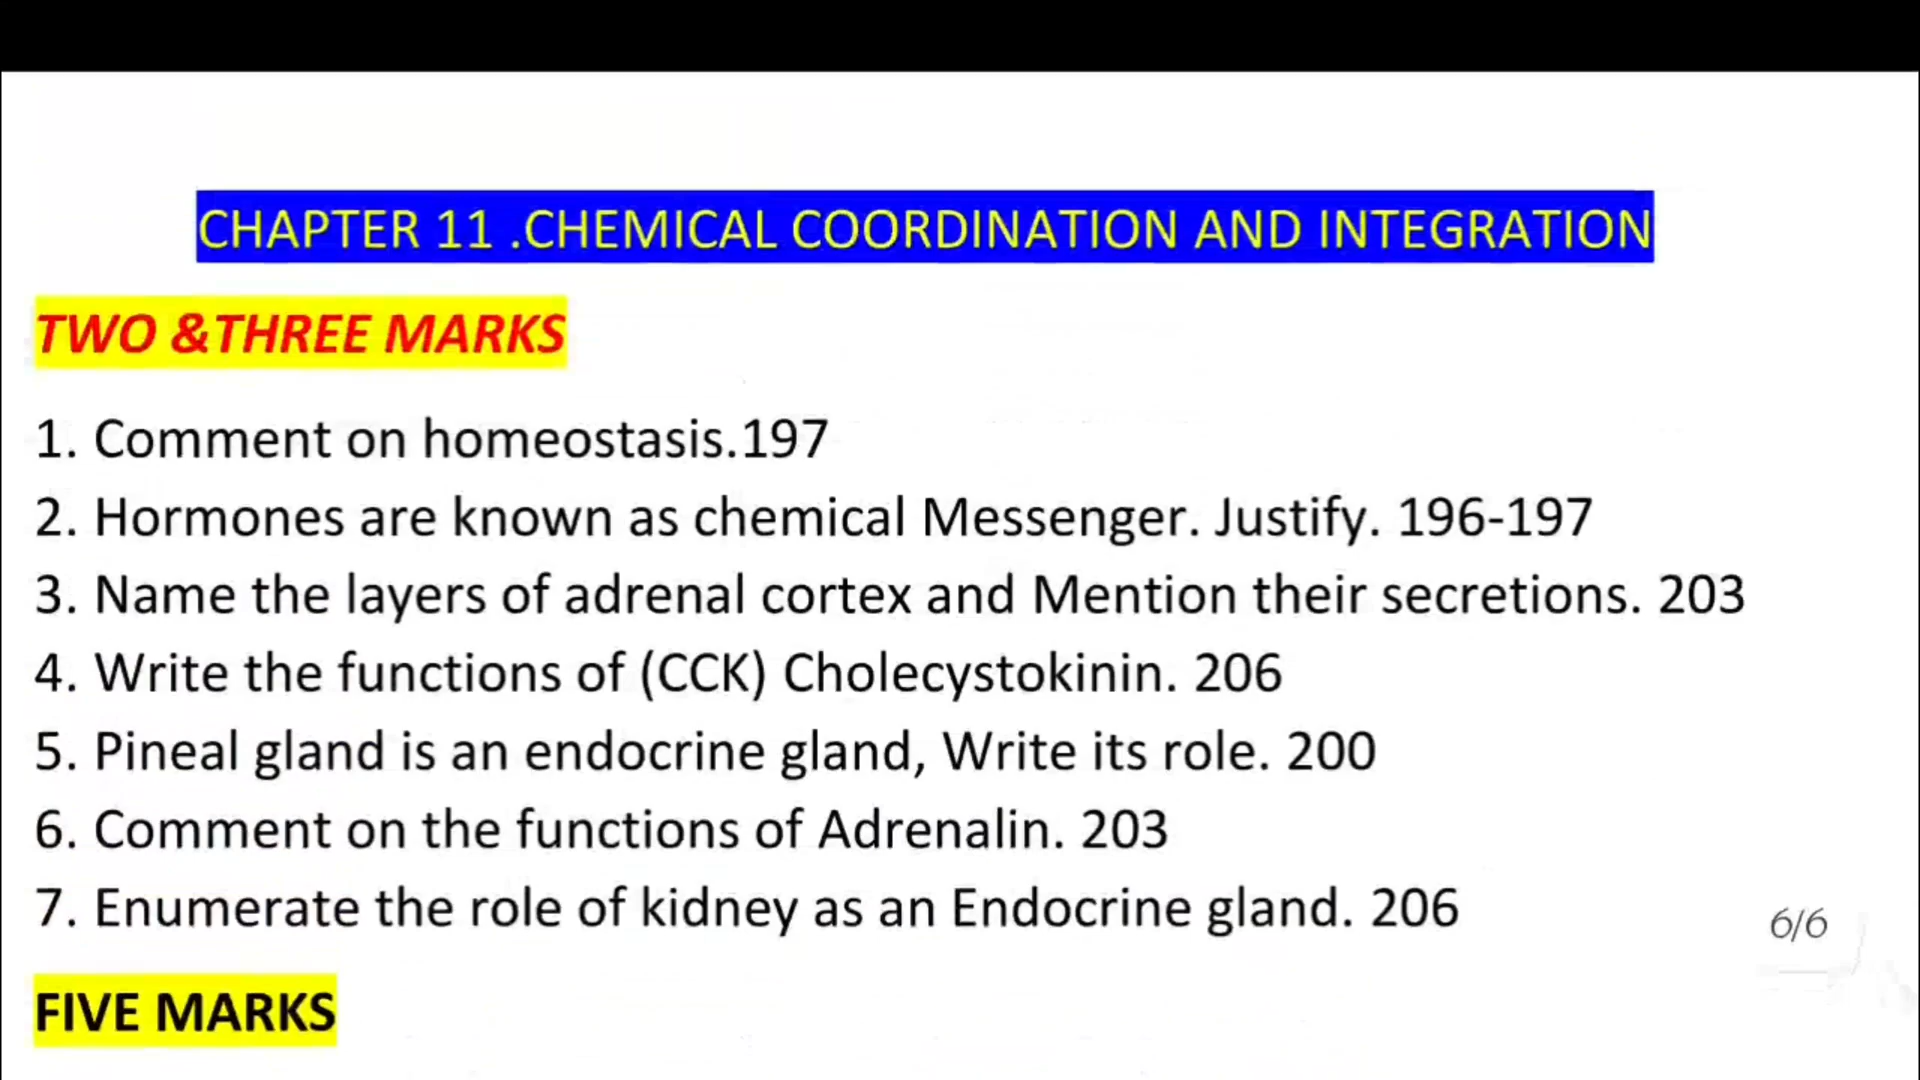 CHAPTER 11 .CHEMICAL COORDINATION AND INTEGRATION
TWO &THREE MARKS
1. Comment on homeostasis.197
2. Hormones are known as chemical Messenger. Justify. 196-197
3. Name the layers of adrenal cortex and Mention their secretions. 203
4. Write the functions of (CCK) Cholecystokinin. 206
5. Pineal gland is an endocrine gland, Write its role. 200
6. Comment on the functions of Adrenalin. 203
7. Enumerate the role of kidney as an Endocrine gland. 206
6/6
FIVE MARKS